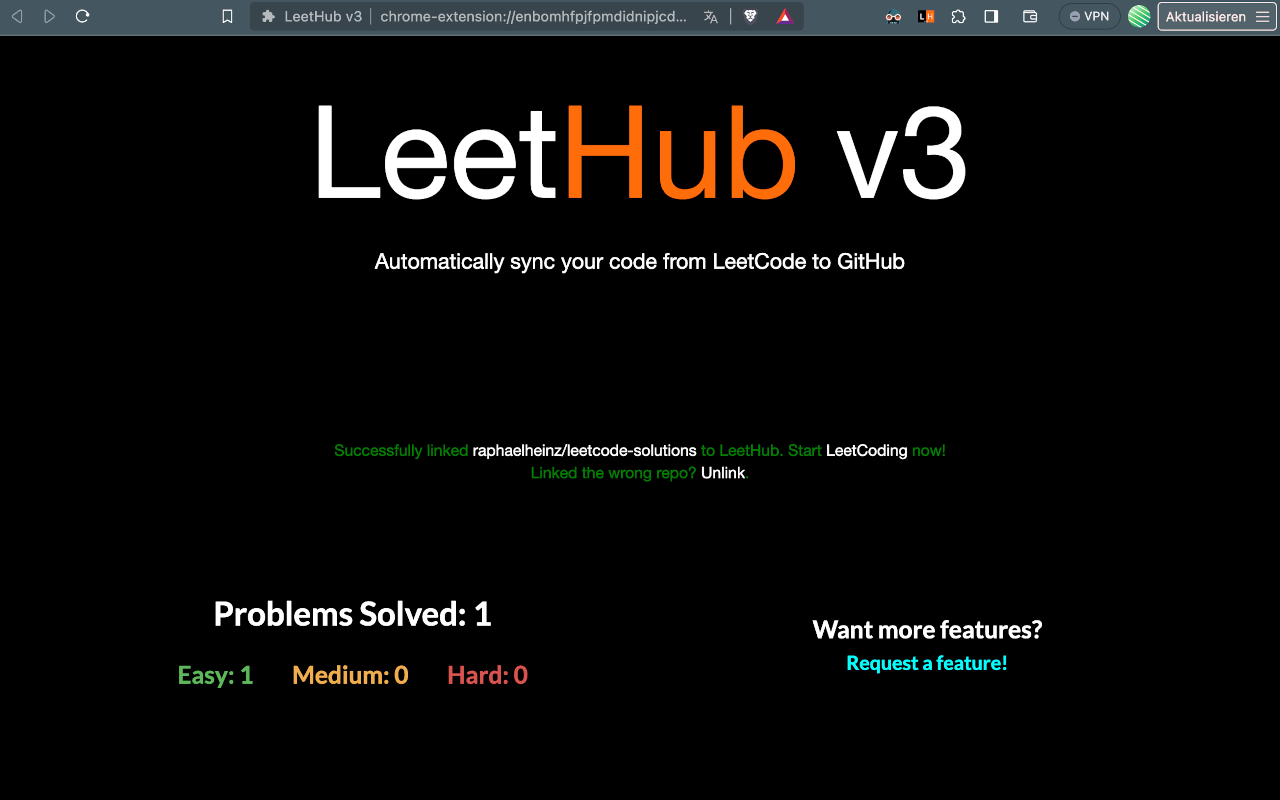 LeetHub v3 chrome-extension://enbomhfpjfpmdidnipjcd... VPN Aktualisieren
LeetHub v3
Automatically sync your code from LeetCode to GitHub
Successfully linked raphaelheinz/leetcode-solutions to LeetHub. Start LeetCoding now!
Linked the wrong repo? Unlink.
Problems Solved: 1
Easy: 1 Medium: 0 Hard: 0
Want more features?
Request a feature!